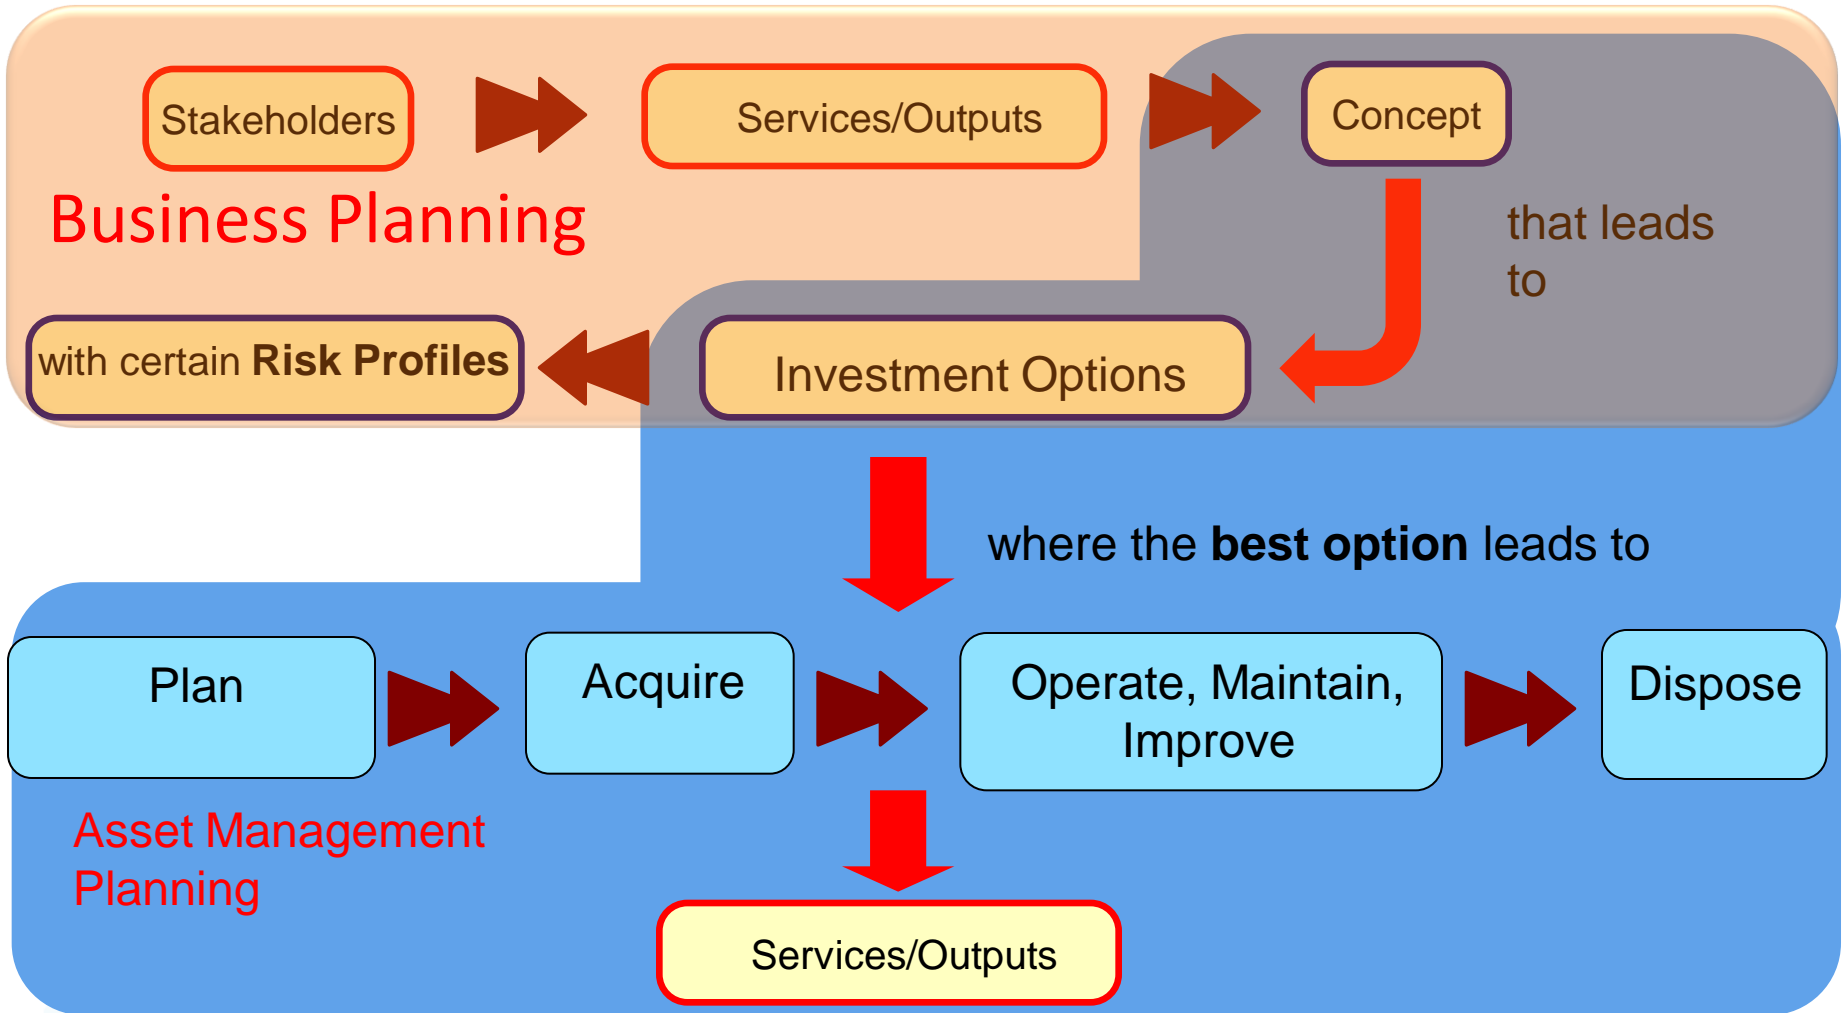 Stakeholders
Services/Outputs
Concept
Business Planning
that leads
to
with certain Risk Profiles
Investment Options
where the best option leads to
Plan
Acquire
Operate, Maintain,
Improve
Dispose
Asset Management
Planning
Services/Outputs